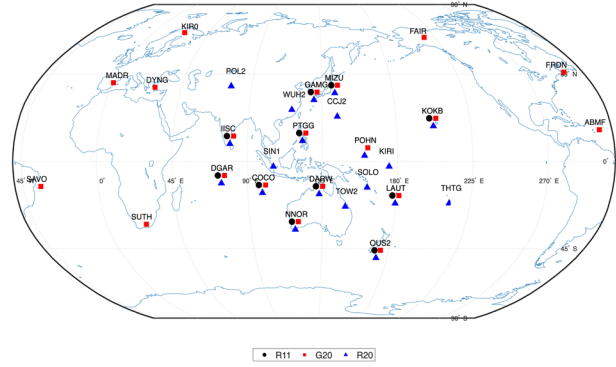 90° N
KIR0
FAIR
FRDN
POL2
MIZU
MADR
DYNG
GAMG
WUH2
CCJ2
KOKB
ABMF
IISC
PTGG
POHN
KIRI
SIN1
0°
45° W
0°
45° E
180° E
225° E
270° E
SAVO
DGAR
COCO
DARW
SOLO
TOW2
LAUT
THTG
SUTH
NNOR
OUS2
45° S
90° S
R11 G20 R20